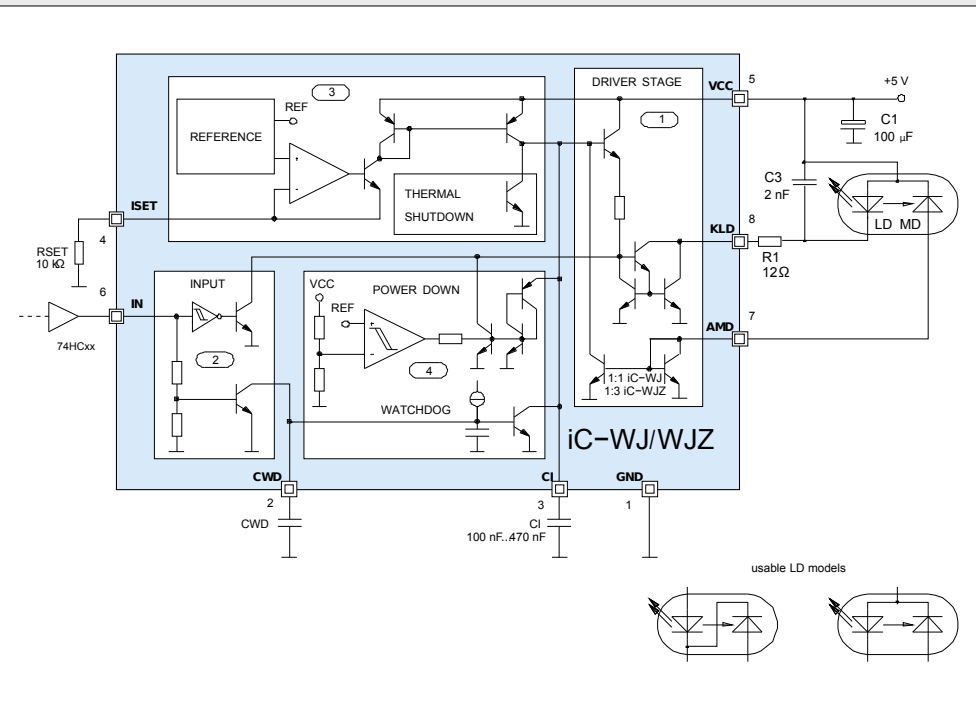 DRIVER STAGE
VCC
5
+5 V
3
REF
1
C1
100 µF
REFERENCE
+
-
C3
2 nF
THERMAL
SHUTDOWN
ISET
4
LD MD
KLD
8
RSET
10 kΩ
R1
12Ω
INPUT
VCC
POWER DOWN
6
IN
REF
+
-
AMD
7
74HCxx
2
4
1:1 iC−WJ
1:3 iC−WJZ
WATCHDOG
iC−WJ/WJZ
CWD
CI
GND
2
3
1
CWD
CI
100 nF..470 nF
usable LD models